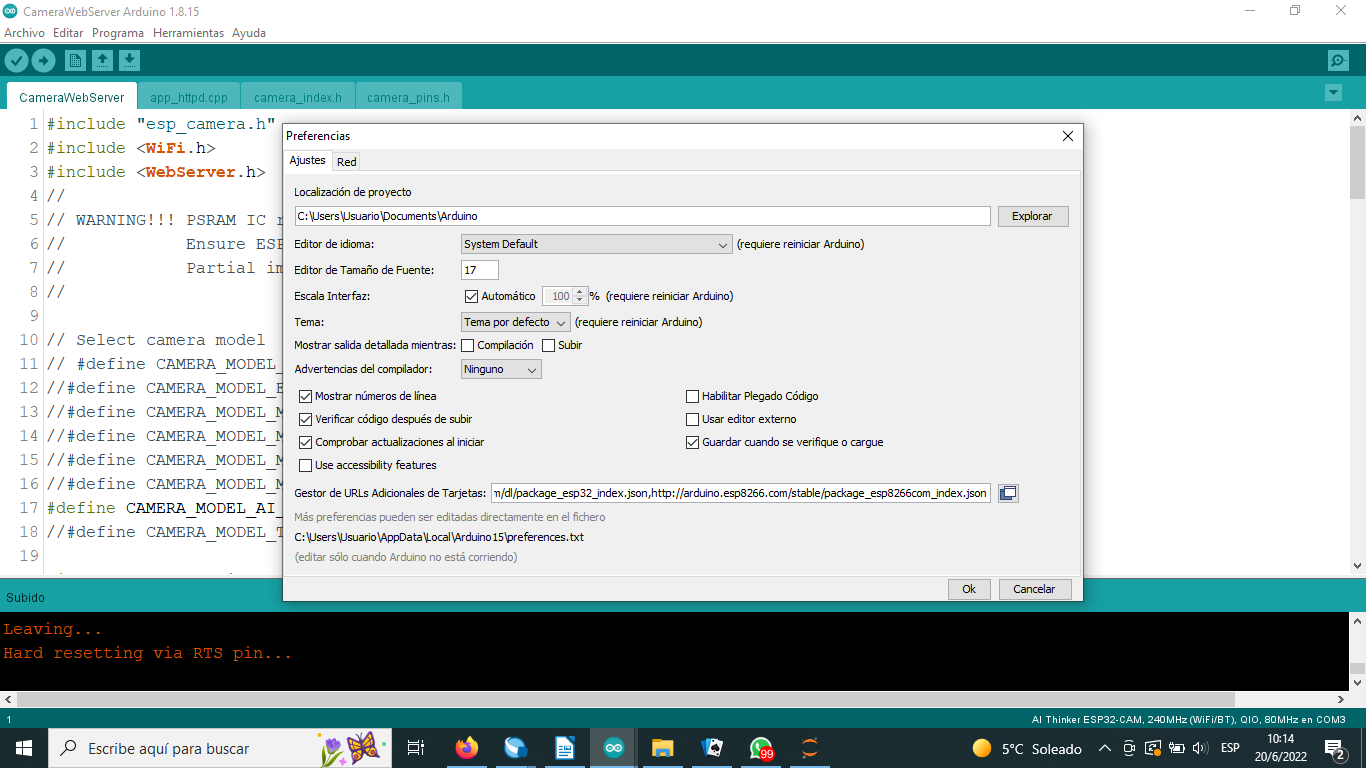 CameraWebServer Arduino 1.8.15
Archivo Editar Programa Herramientas Ayuda
CameraWebServer app_httpd.cpp camera_index.h camera_pins.h
1 #include "esp_camera.h"
2 #include <WiFi.h>
3 #include <WebServer.h>
4 //
5 // WARNING!!! PSRAM IC
6 // Ensure ESP
7 // Partial im
8 //
9
10 // Select camera model
11 // #define CAMERA_MODEL_
12 //#define CAMERA_MODEL_E
13 //#define CAMERA_MODEL_M
14 //#define CAMERA_MODEL_M
15 //#define CAMERA_MODEL_M
16 //#define CAMERA_MODEL_M
17 #define CAMERA_MODEL_AI_
18 //#define CAMERA_MODEL_T
19
Preferencias
Ajustes Red
Localización de proyecto
C:\Users\Usuario\Documents\Arduino Explorar
Editor de idioma: System Default (requiere reiniciar Arduino)
Editor de Tamaño de Fuente: 17
Escala Interfaz: Automático 100 % (requiere reiniciar Arduino)
Tema: Tema por defecto (requiere reiniciar Arduino)
Mostrar salida detallada mientras: Compilación Subir
Advertencias del compilador: Ninguno
Mostrar números de línea Habilitar Plegado Código
Verificar código después de subir Usar editor externo
Comprobar actualizaciones al iniciar Guardar cuando se verifique o cargue
Use accessibility features
Gestor de URLs Adicionales de Tarjetas: m/dl/package_esp32_index.json,http://arduino.esp8266.com/stable/package_esp8266com_index.json
Más preferencias pueden ser editadas directamente en el fichero
C:\Users\Usuario\AppData\Local\Arduino15\preferences.txt
(editar sólo cuando Arduino no está corriendo)
Ok Cancelar
Subido
Leaving...
Hard resetting via RTS pin...
1 AI Thinker ESP32-CAM, 240MHz (WiFi/BT), QIO, 80MHz en COM3
Escribe aquí para buscar 99 5°C Soleado ESP 10:14
20/6/2022 2